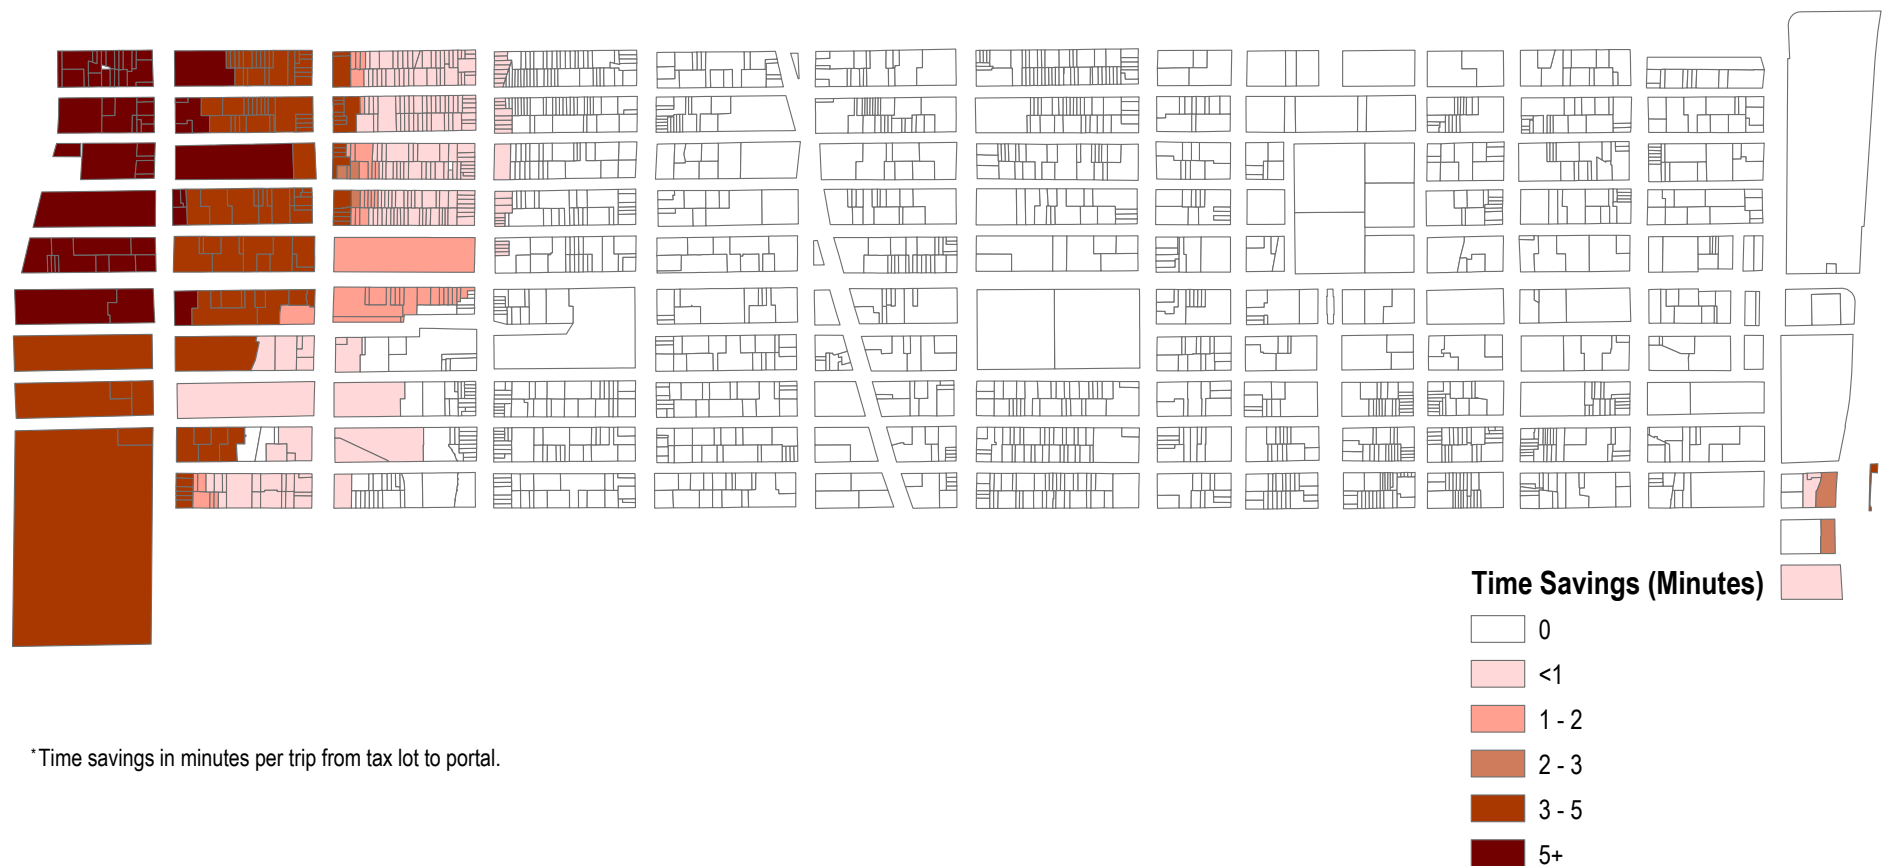 Time Savings (Minutes)
0
<1
1 - 2
2 - 3
3 - 5
5+
*Time savings in minutes per trip from tax lot to portal.